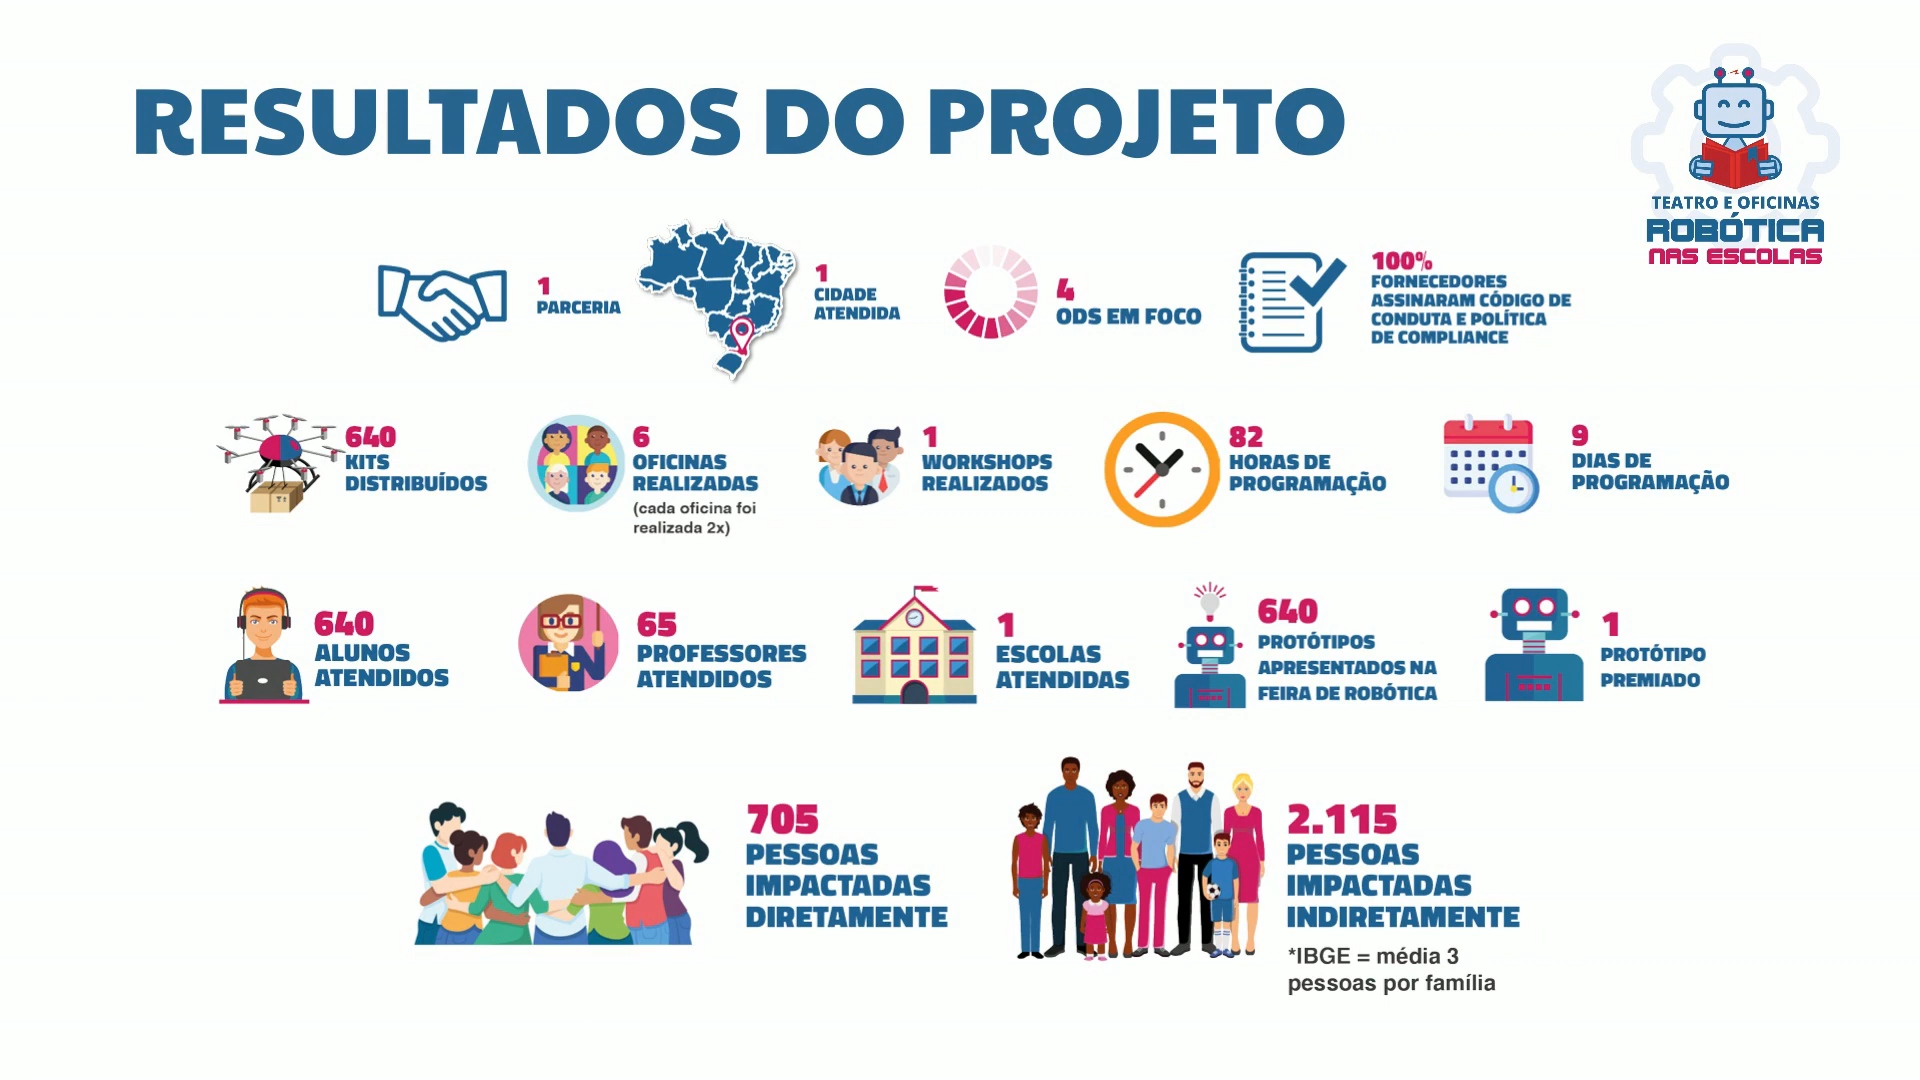 RESULTADOS DO PROJETO
TEATRO E OFICINAS
ROBÓTICA
NAS ESCOLAS
1
PARCERIA
1
CIDADE
ATENDIDA
4
ODS EM FOCO
100%
FORNECEDORES
ASSINARAM CÓDIGO DE
CONDUTA E POLÍTICA
DE COMPLIANCE
640
KITS
DISTRIBUÍDOS
6
OFICINAS
REALIZADAS
(cada oficina foi
realizada 2x)
1
WORKSHOPS
REALIZADOS
82
HORAS DE
PROGRAMAÇÃO
9
DIAS DE
PROGRAMAÇÃO
640
ALUNOS
ATENDIDOS
65
PROFESSORES
ATENDIDOS
1
ESCOLAS
ATENDIDAS
640
PROTÓTIPOS
APRESENTADOS NA
FEIRA DE ROBÓTICA
1
PROTÓTIPO
PREMIADO
705
PESSOAS
IMPACTADAS
DIRETAMENTE
2.115
PESSOAS
IMPACTADAS
INDIRETAMENTE
*IBGE = média 3
pessoas por família